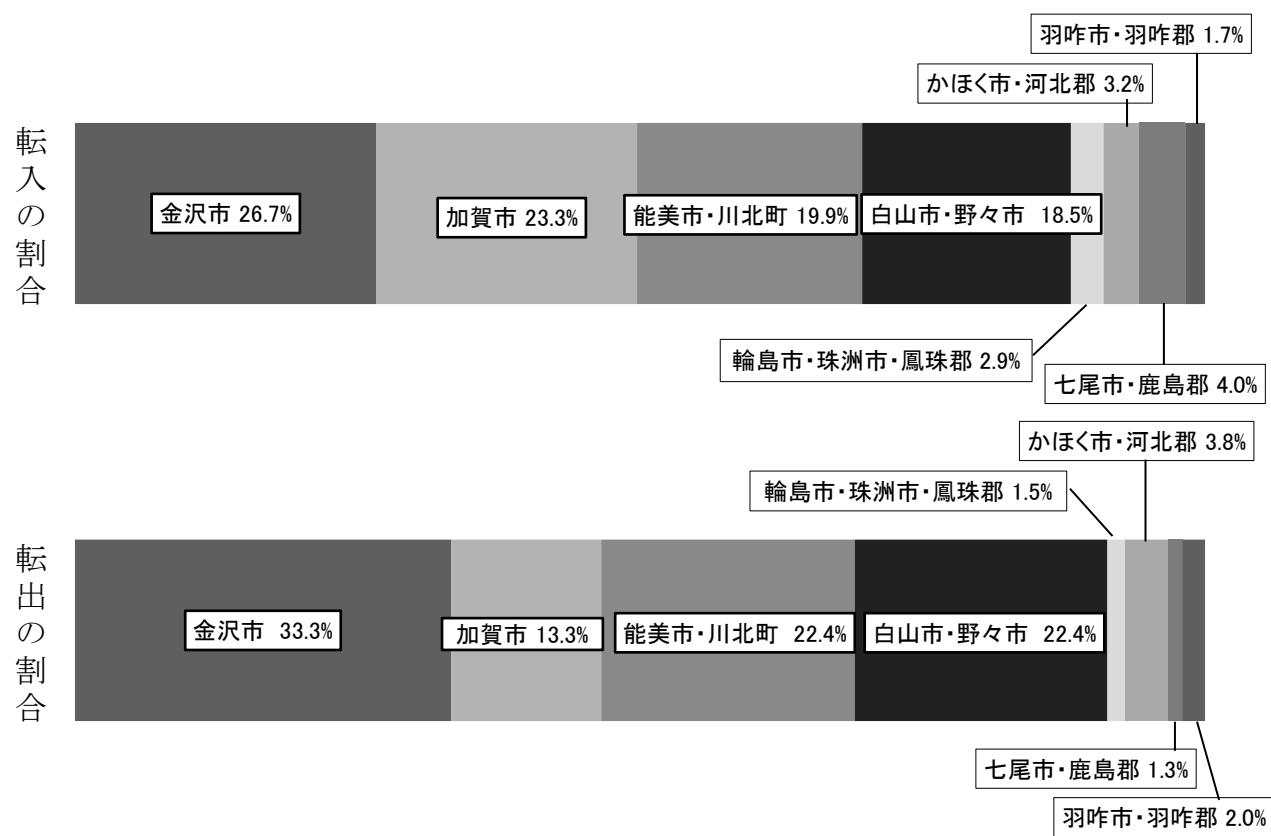 羽咋市・羽咋郡 1.7%
かほく市・河北郡 3.2%
転入の割合
金沢市 26.7%
加賀市 23.3%
能美市・川北町 19.9%
白山市・野々市 18.5%
輪島市・珠洲市・鳳珠郡 2.9%
七尾市・鹿島郡 4.0%
かほく市・河北郡 3.8%
輪島市・珠洲市・鳳珠郡 1.5%
転出の割合
金沢市 33.3%
加賀市 13.3%
能美市・川北町 22.4%
白山市・野々市 22.4%
七尾市・鹿島郡 1.3%
羽咋市・羽咋郡 2.0%